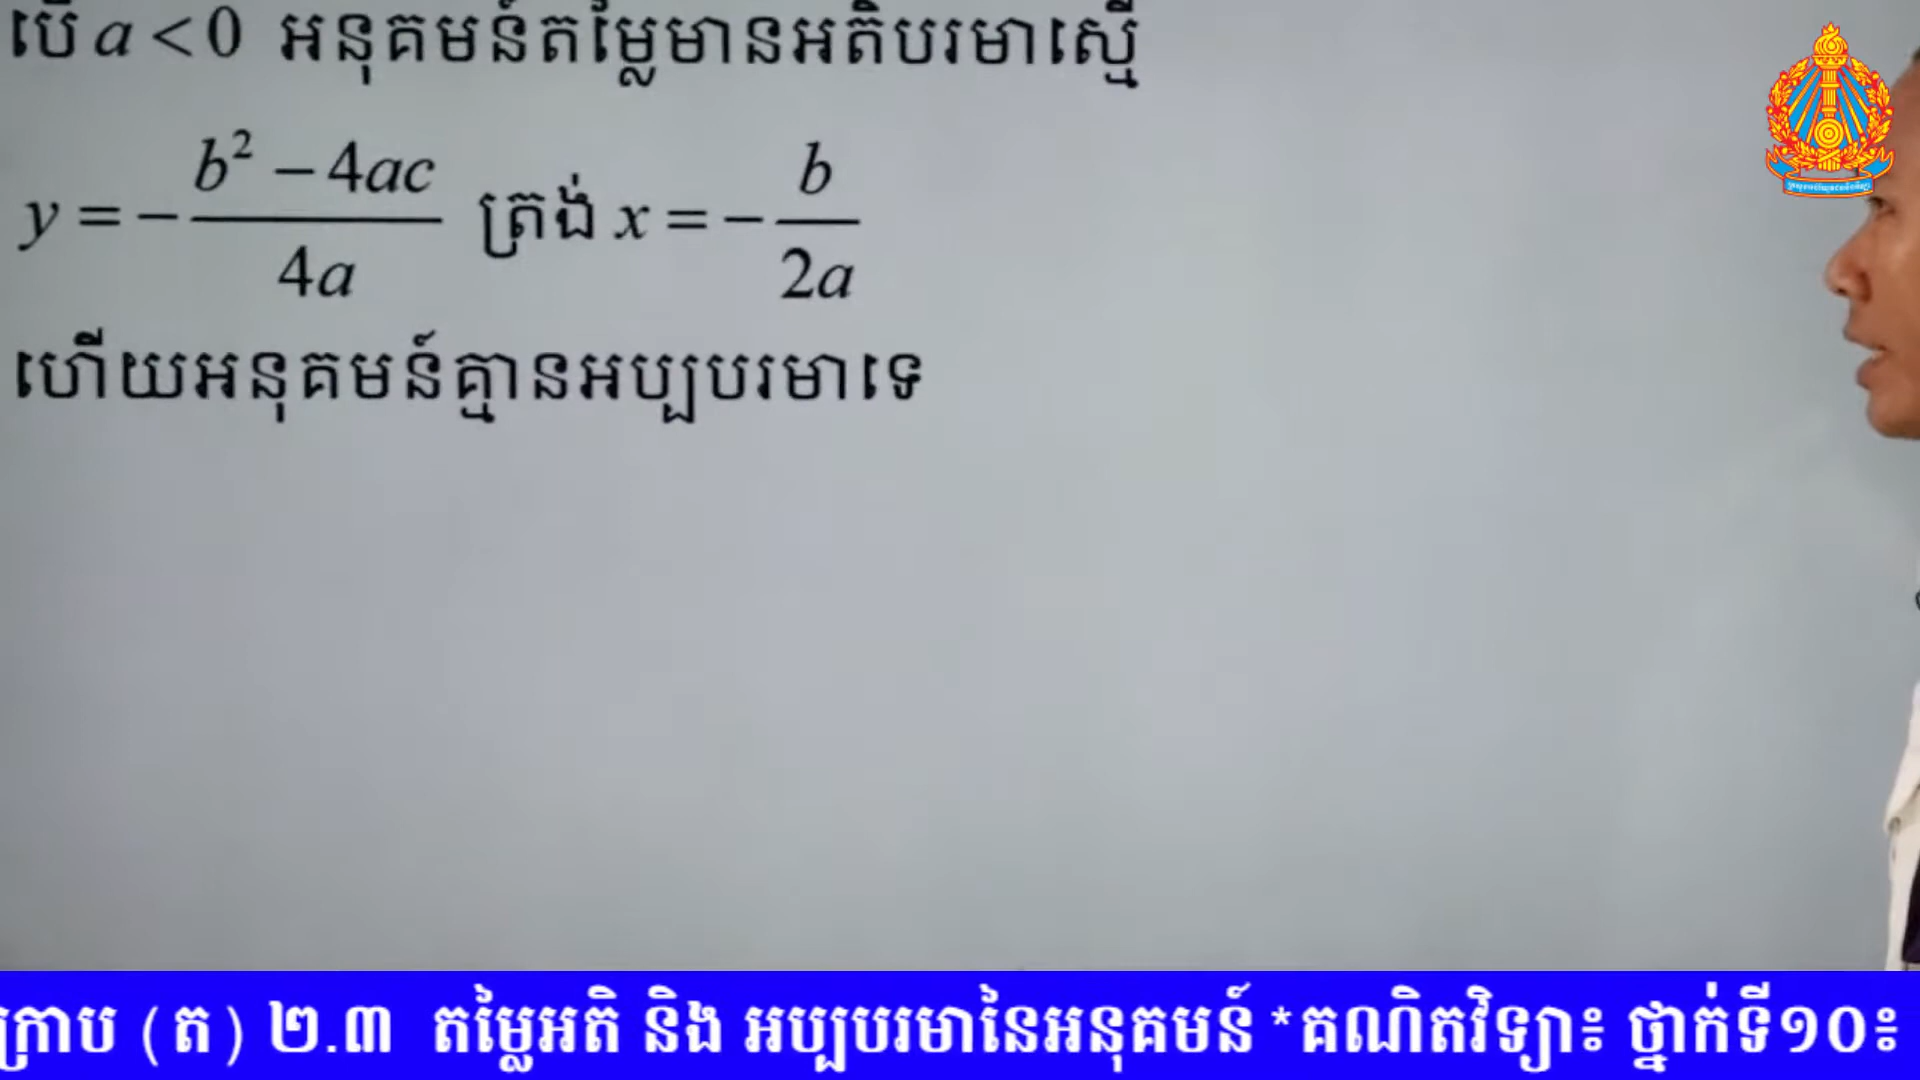 បើ a < 0 អនុគមន៍តម្លៃមានអតិបរមាស្មើ
y = - \frac{b^2 - 4ac}{4a} ត្រង់ x = - \frac{b}{2a}
ហើយអនុគមន៍គ្មានអប្បបរមាទេ
ក្រាប (ត) ២.៣ តម្លៃអតិ និង អប្បបរមានៃអនុគមន៍ *គណិតវិទ្យា៖ ថ្នាក់ទី១០៖